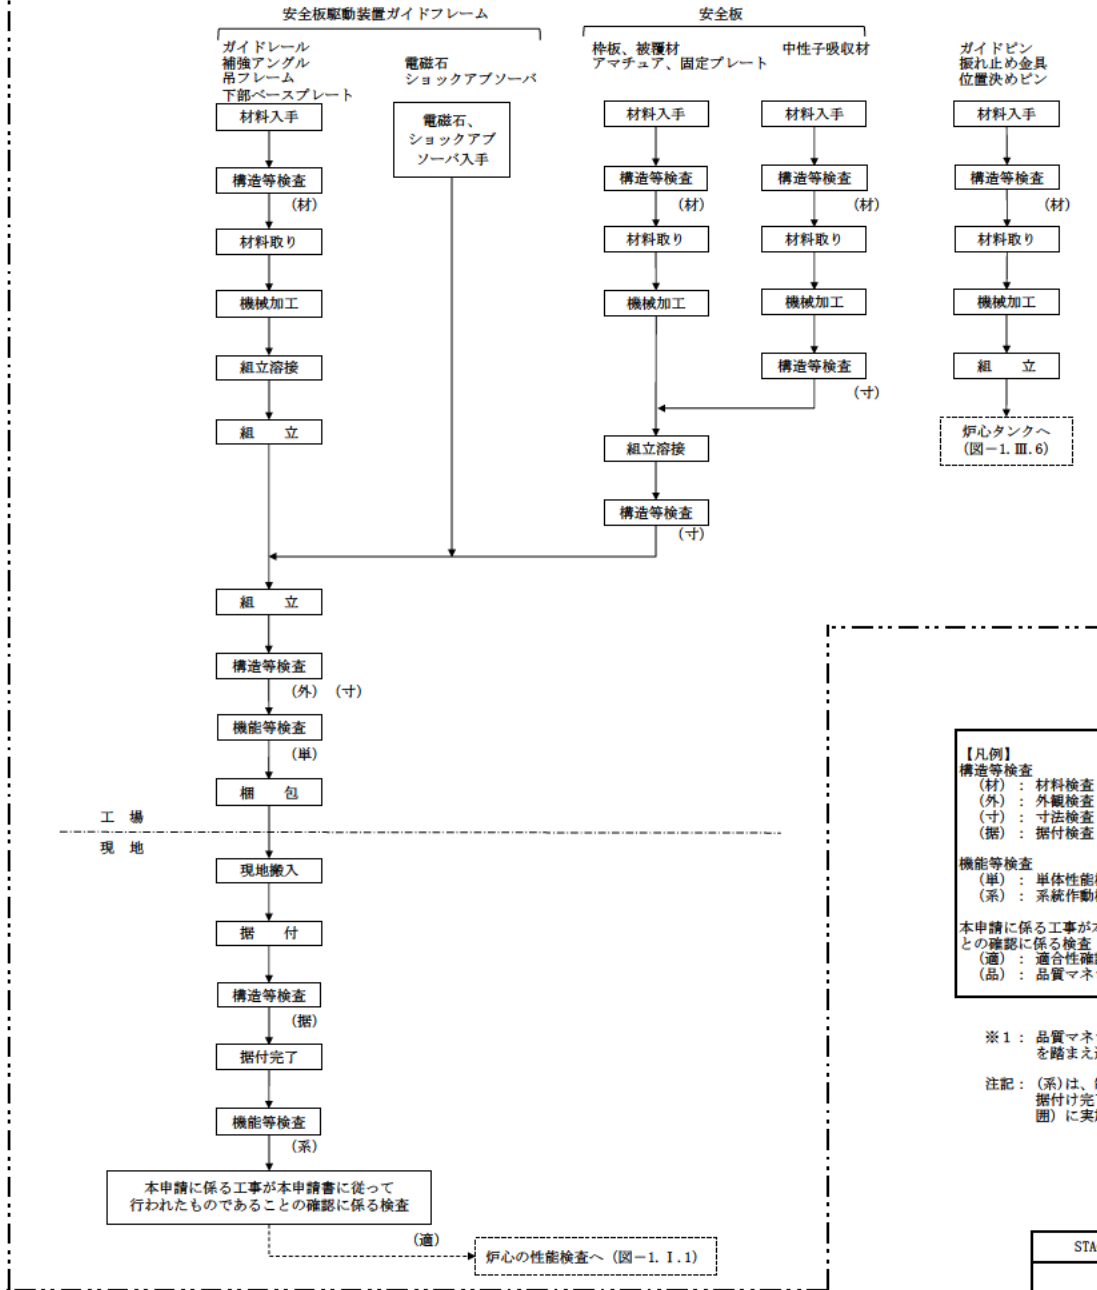 安全板駆動装置ガイドフレーム
ガイドレール
補強アングル
吊フレーム
下部ベースプレート
電磁石
ショックアブソーバ
材料入手
電磁石、
ショックアブ
ソーバ入手
構造等検査
(材)
材料取り
機械加工
組立溶接
組 立
安全板
枠板、被覆材
アマチュア、固定プレート
中性子吸収材
材料入手
構造等検査
(材)
材料取り
機械加工
材料入手
構造等検査
(材)
材料取り
機械加工
構造等検査
(寸)
組立溶接
構造等検査
(寸)
ガイドピン
振れ止め金具
位置決めピン
材料入手
構造等検査
(材)
材料取り
機械加工
組 立
炉心タンクへ
(図-1.Ⅲ.6)
組 立
構造等検査
(外) (寸)
機能等検査
(単)
梱 包
工 場
現 地
現地搬入
据 付
構造等検査
(据)
据付完了
機能等検査
(系)
本申請に係る工事が本申請書に従って
行われたものであることの確認に係る検査
(適)
炉心の性能検査へ (図-1.Ⅰ.1)
【凡例】
構造等検査
(材) : 材料検査
(外) : 外観検査
(寸) : 寸法検査
(据) : 据付検査
機能等検査
(単) : 単体性能
(系) : 系統作動
本申請に係る工事が
との確認に係る検査
(適) : 適合性確
(品) : 品質マネ
※1 : 品質マネ
を踏まえ
注記 : (系)は、
据付け完
囲) に実
STA